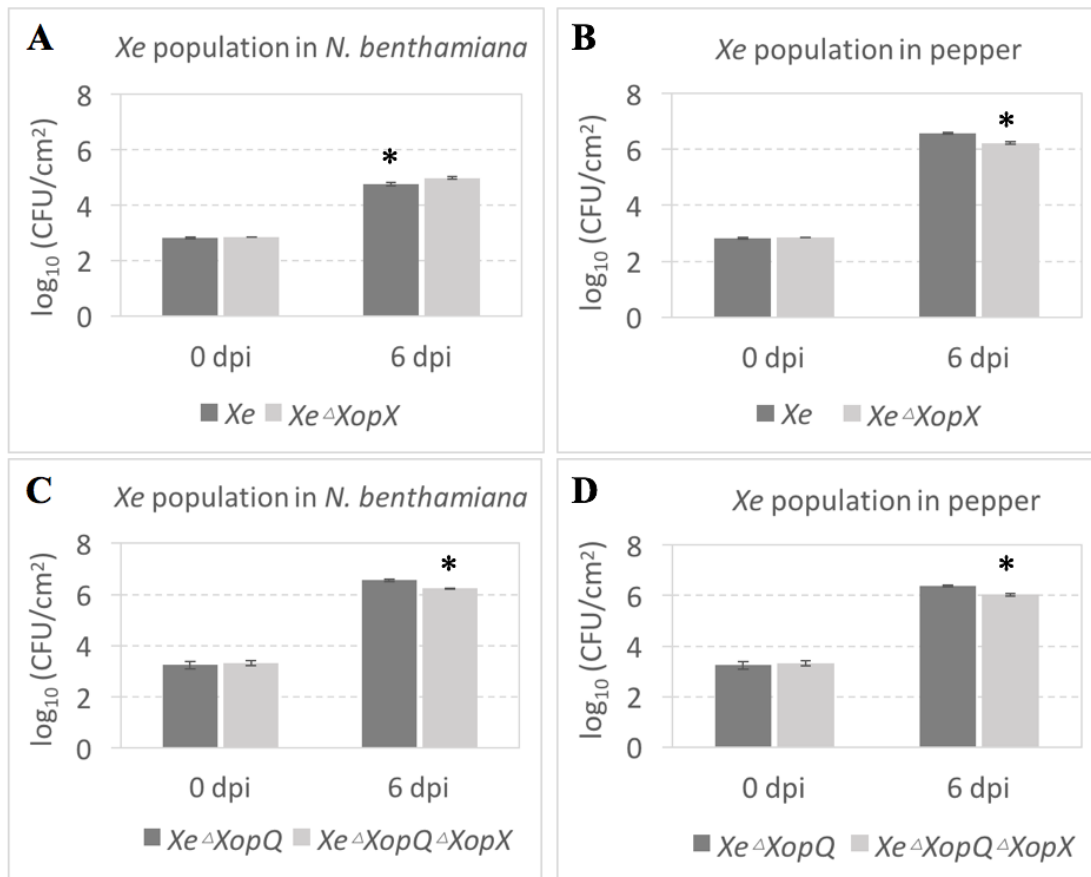 A
Xe population in N. benthamiana
log₁₀ (CFU/cm²)
8
6
4
2
0
*
0 dpi 6 dpi
Xe Xe△XopX
B
Xe population in pepper
log₁₀ (CFU/cm²)
8
6
4
2
0
*
0 dpi 6 dpi
Xe Xe△XopX
C
Xe population in N. benthamiana
log₁₀ (CFU/cm²)
8
6
4
2
0
*
0 dpi 6 dpi
Xe△XopQ Xe△XopQ△XopX
D
Xe population in pepper
log₁₀ (CFU/cm²)
8
6
4
2
0
*
0 dpi 6 dpi
Xe△XopQ Xe△XopQ△XopX